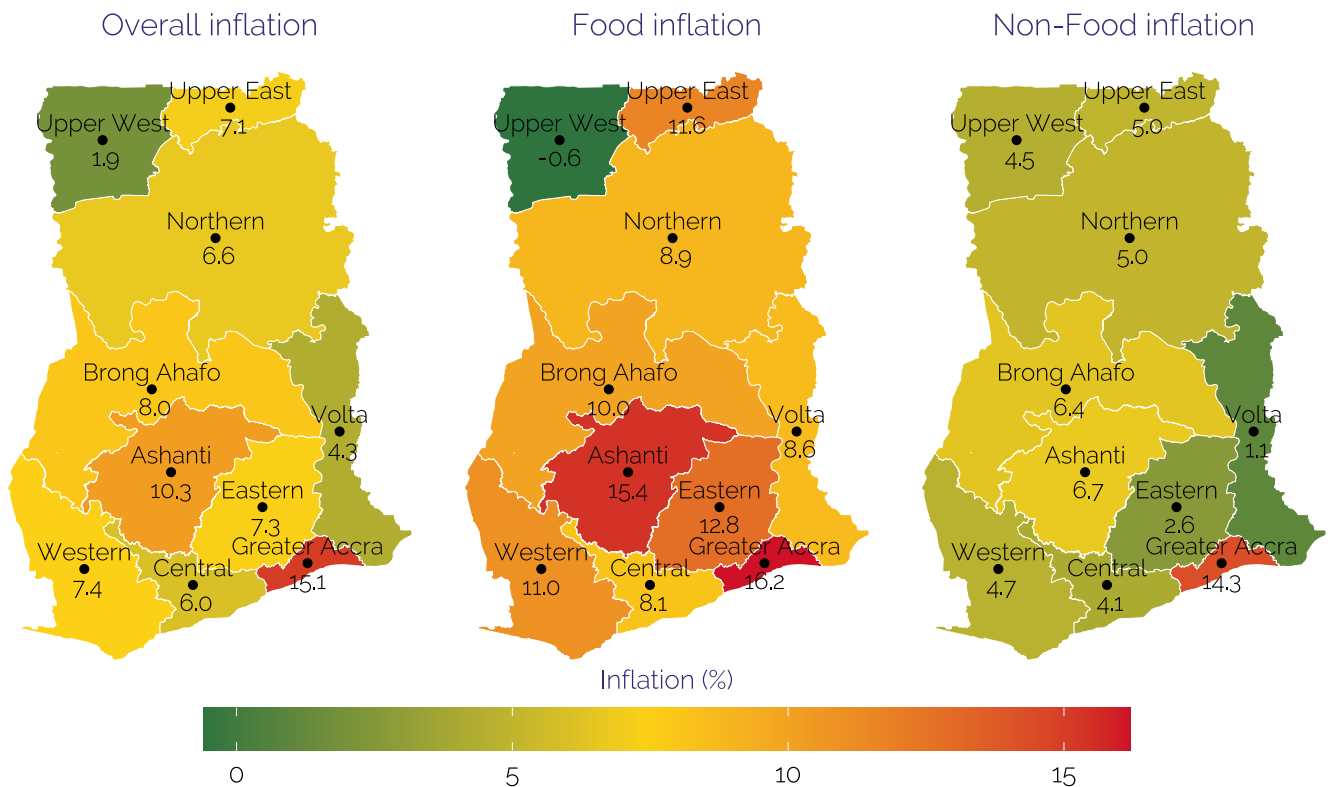 Overall inflation
Upper East
7.1
Upper West
1.9
Northern
6.6
Brong Ahafo
8.0
Volta
4.3
Ashanti
10.3
Eastern
7.3
Greater Accra
15.1
Western
7.4
Central
6.0
Food inflation
Upper East
11.6
Upper West
-0.6
Northern
8.9
Brong Ahafo
10.0
Volta
8.6
Ashanti
15.4
Eastern
12.8
Greater Accra
16.2
Western
11.0
Central
8.1
Non-Food inflation
Upper East
5.0
Upper West
4.5
Northern
5.0
Brong Ahafo
6.4
Volta
1.1
Ashanti
6.7
Eastern
2.6
Greater Accra
14.3
Western
4.7
Central
4.1
Inflation (%)
0 5 10 15